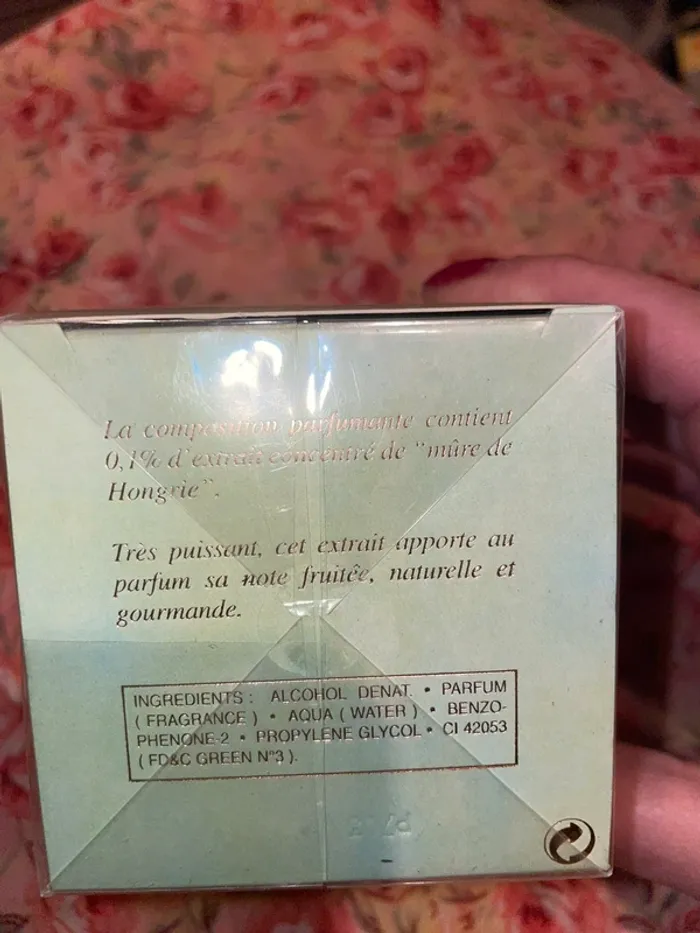 La composition parfumante contient
0,1% d'extrait concentré de "mûre de
Hongrie".
Très puissant, cet extrait apporte au
parfum sa note fruitée, naturelle et
gourmande.
INGREDIENTS : ALCOHOL DENAT. • PARFUM
( FRAGRANCE ) • AQUA ( WATER ) • BENZO-
PHENONE-2 • PROPYLENE GLYCOL • CI 42053
( FD&C GREEN N°3 ).